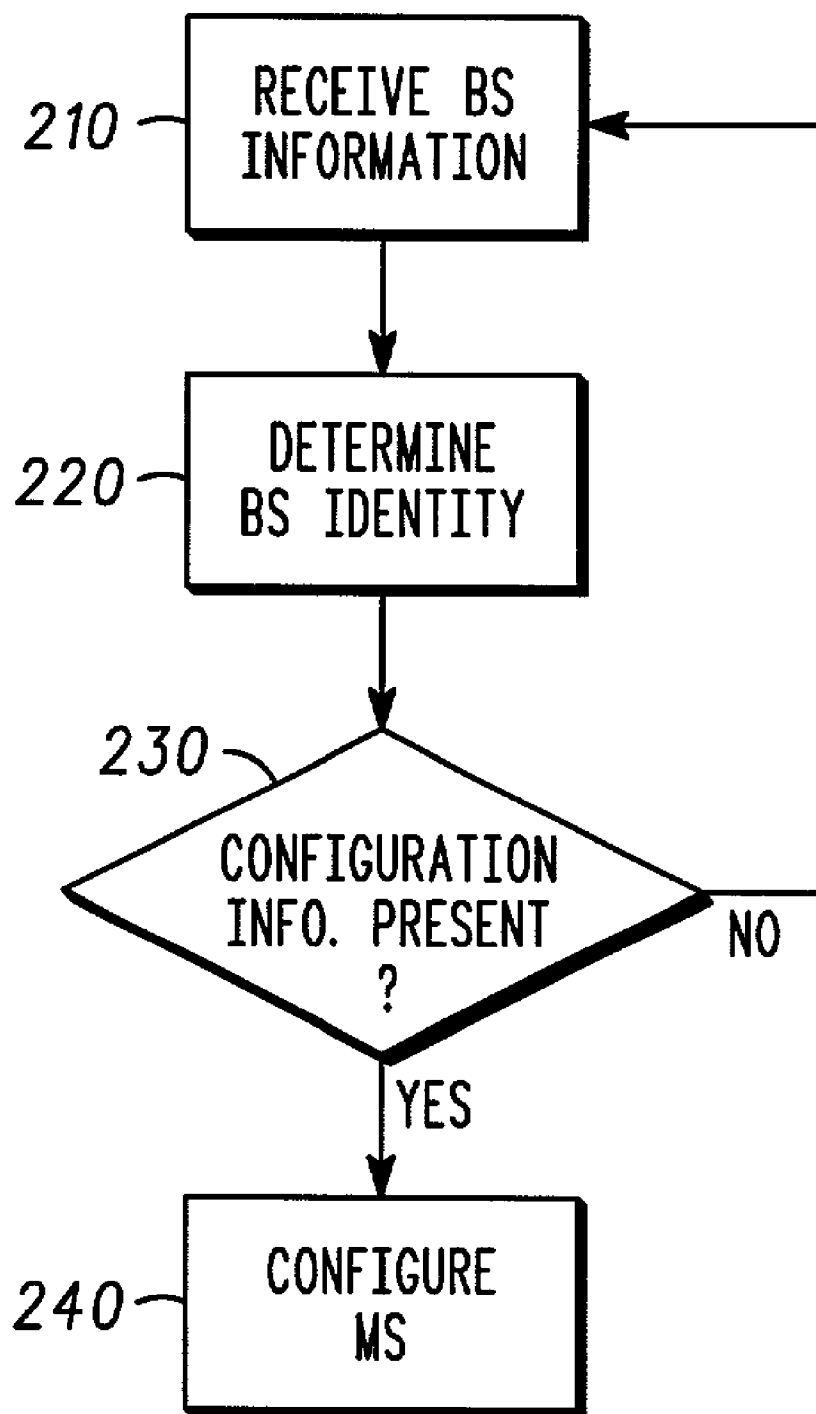 210
RECEIVE BS
INFORMATION
220
DETERMINE
BS IDENTITY
230
CONFIGURATION
INFO. PRESENT
?
NO
YES
240
CONFIGURE
MS